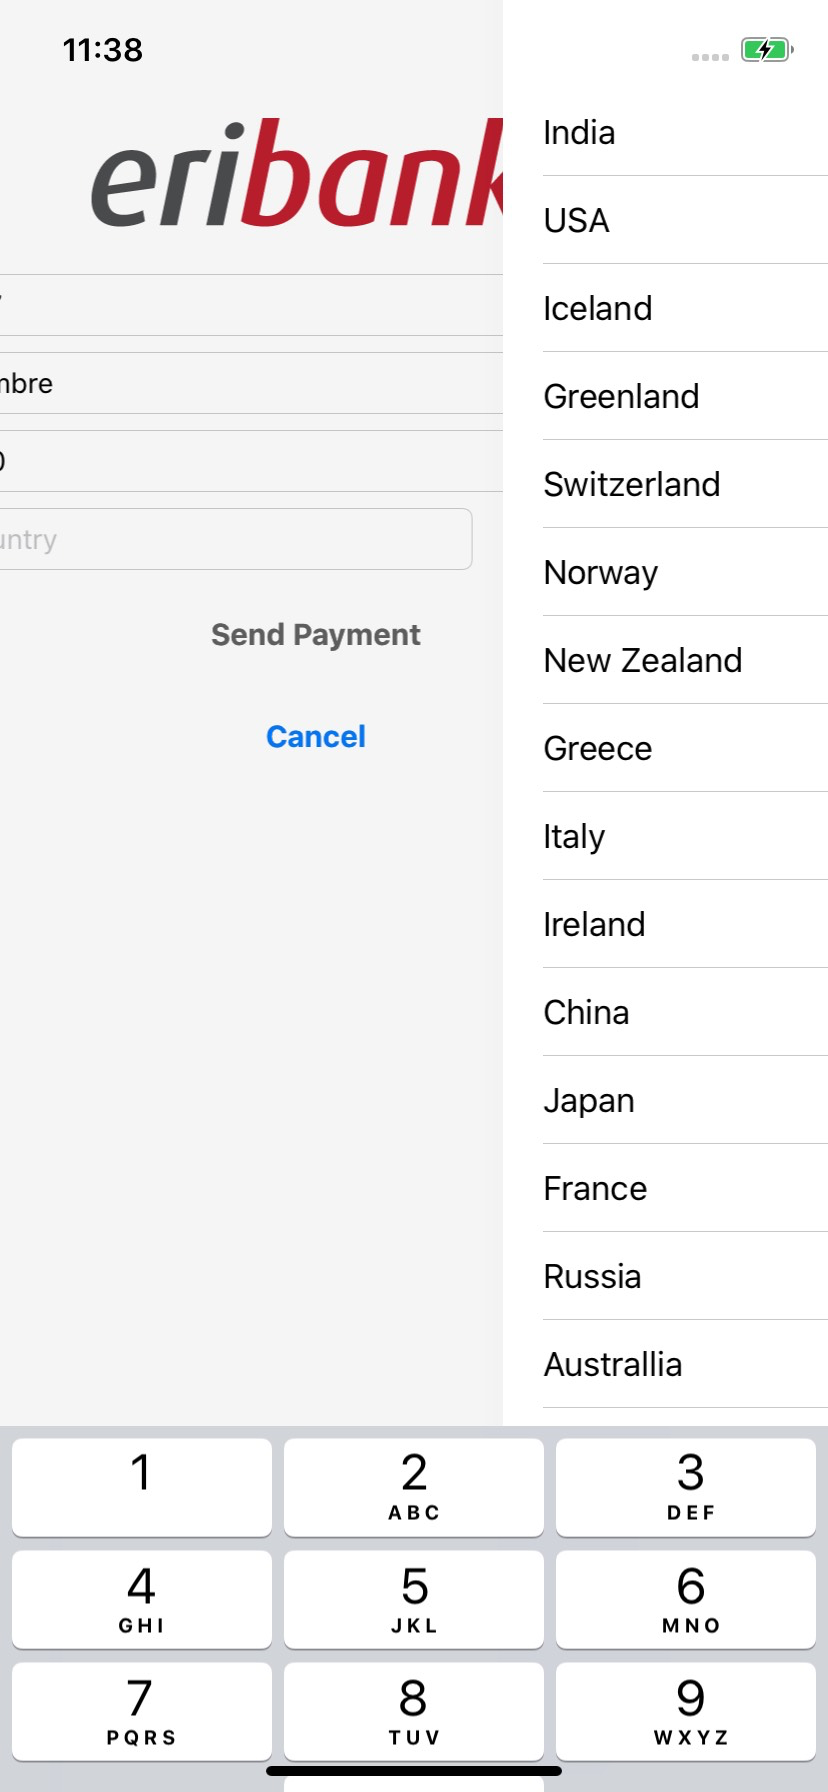 11:38
eribank
India
USA
Iceland
mbre
Greenland
Switzerland
untry
Norway
Send Payment
New Zealand
Cancel
Greece
Italy
Ireland
China
Japan
France
Russia
Australlia
1
2
ABC
3
DEF
4
GHI
5
JKL
6
MNO
7
PQRS
8
TUV
9
WXYZ